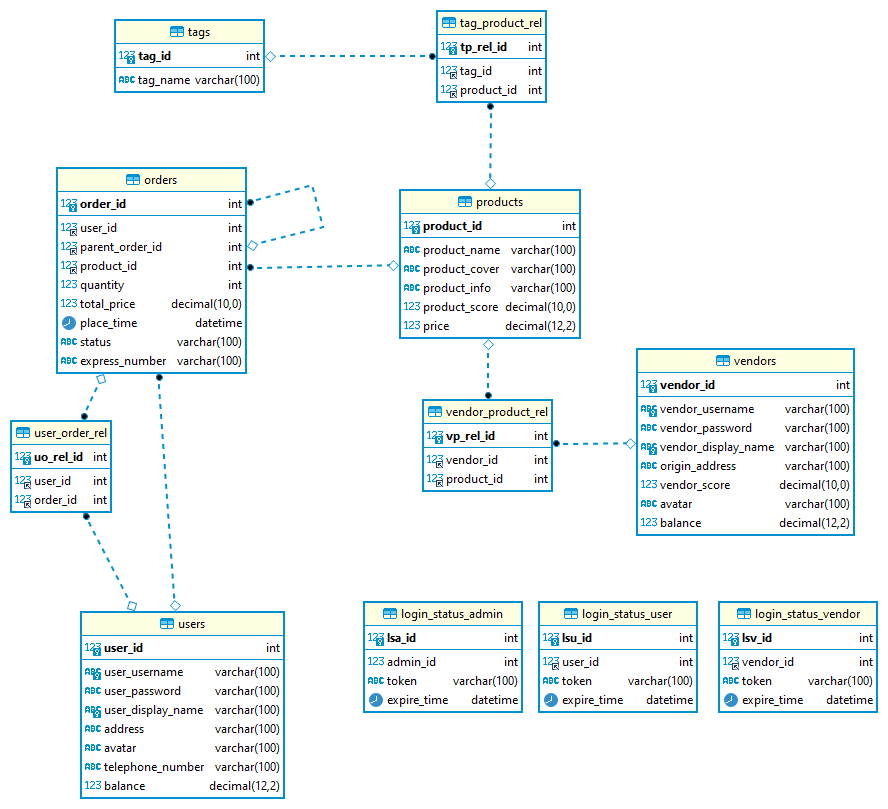 tags
123 tag_id int
ABC tag_name varchar(100)
tag_product_rel
123 tp_rel_id int
123 tag_id int
123 product_id int
orders
123 order_id int
123 user_id int
123 parent_order_id int
123 product_id int
123 quantity int
123 total_price decimal(10,0)
place_time datetime
ABC status varchar(100)
ABC express_number varchar(100)
products
123 product_id int
ABC product_name varchar(100)
ABC product_cover varchar(100)
ABC product_info varchar(100)
123 product_score decimal(10,0)
123 price decimal(12,2)
vendors
123 vendor_id int
ABC vendor_username varchar(100)
ABC vendor_password varchar(100)
ABC vendor_display_name varchar(100)
ABC origin_address varchar(100)
123 vendor_score decimal(10,0)
ABC avatar varchar(100)
123 balance decimal(12,2)
user_order_rel
123 uo_rel_id int
123 user_id int
123 order_id int
vendor_product_rel
123 vp_rel_id int
123 vendor_id int
123 product_id int
users
123 user_id int
ABC user_username varchar(100)
ABC user_password varchar(100)
ABC user_display_name varchar(100)
ABC address varchar(100)
ABC avatar varchar(100)
ABC telephone_number varchar(100)
123 balance decimal(12,2)
login_status_admin
123 lsa_id int
123 admin_id int
ABC token varchar(100)
expire_time datetime
login_status_user
123 lsu_id int
123 user_id int
ABC token varchar(100)
expire_time datetime
login_status_vendor
123 lsv_id int
123 vendor_id int
ABC token varchar(100)
expire_time datetime